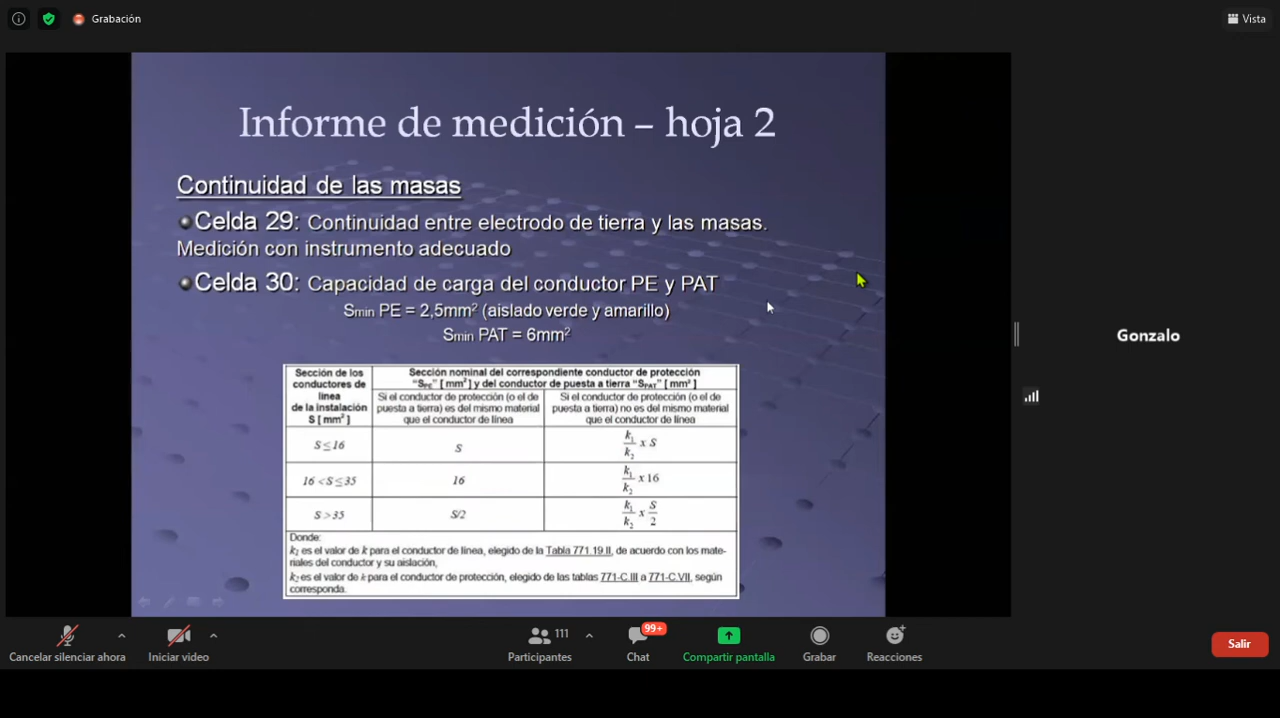 Grabación
Vista
Informe de medición – hoja 2
Continuidad de las masas
Celda 29: Continuidad entre electrodo de tierra y las masas.
Medición con instrumento adecuado
Celda 30: Capacidad de carga del conductor PE y PAT
Smin PE = 2,5mm² (aislado verde y amarillo)
Smin PAT = 6mm²
Sección de los
conductores de
línea
de la instalación
S [mm²]
Sección nominal del correspondiente conductor de protección
"SPE" [ mm²] y del conductor de puesta a tierra "SPAT" [ mm²]
Si el conductor de protección (o el de
puesta a tierra) es del mismo material
que el conductor de línea
Si el conductor de protección (o el de
puesta a tierra) no es del mismo material
que el conductor de línea
S ≤ 16
S
k₁/k₂ x S
16 < S ≤ 35
16
k₁/k₂ x 16
S > 35
S/2
k₁/k₂ x S/2
Donde:
k₁ es el valor de k para el conductor de línea, elegido de la Tabla 771.19.II, de acuerdo con los mate-
riales del conductor y su aislación,
k₂ es el valor de k para el conductor de protección, elegido de las tablas 771-C.III a 771-C.VII, según
corresponda.
Gonzalo
Cancelar silenciar ahora
Iniciar video
111
Participantes
99+
Chat
Compartir pantalla
Grabar
Reacciones
Salir